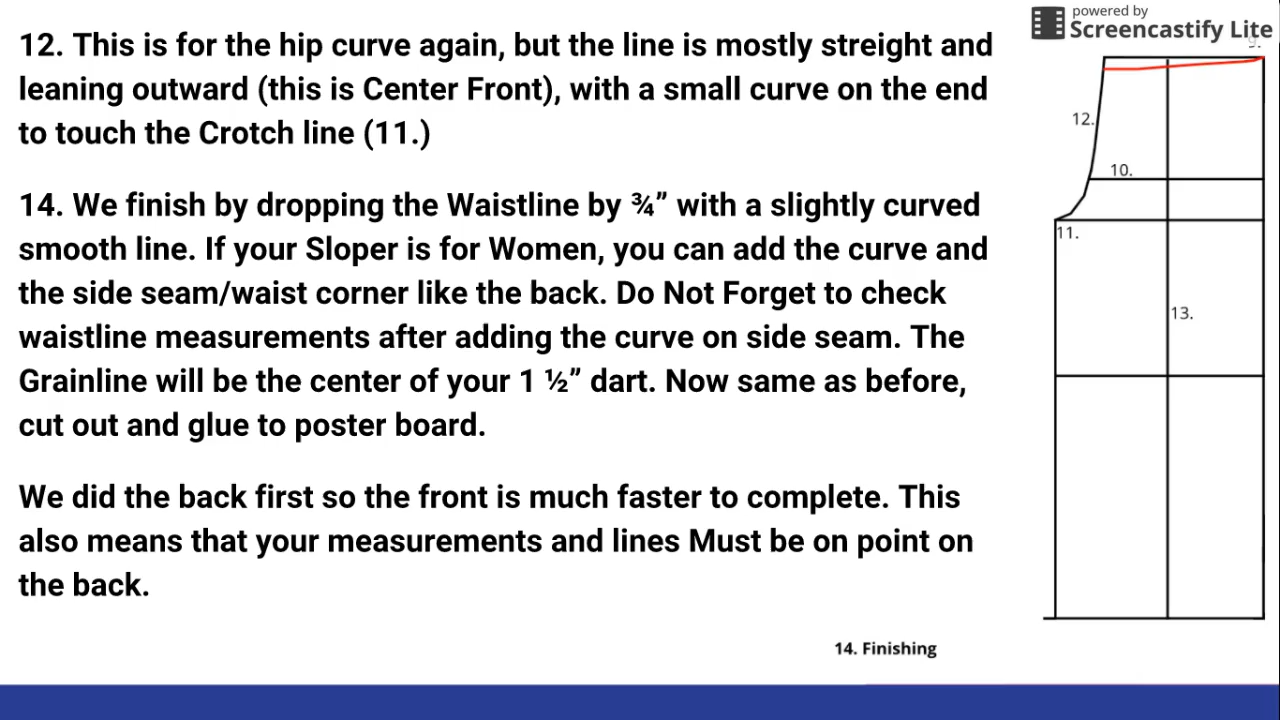 12. This is for the hip curve again, but the line is mostly streight and
leaning outward (this is Center Front), with a small curve on the end
to touch the Crotch line (11.)
14. We finish by dropping the Waistline by ¾” with a slightly curved
smooth line. If your Sloper is for Women, you can add the curve and
the side seam/waist corner like the back. Do Not Forget to check
waistline measurements after adding the curve on side seam. The
Grainline will be the center of your 1 ½” dart. Now same as before,
cut out and glue to poster board.
We did the back first so the front is much faster to complete. This
also means that your measurements and lines Must be on point on
the back.
14. Finishing
powered by
Screencastify Lite
9.
12.
10.
11.
13.